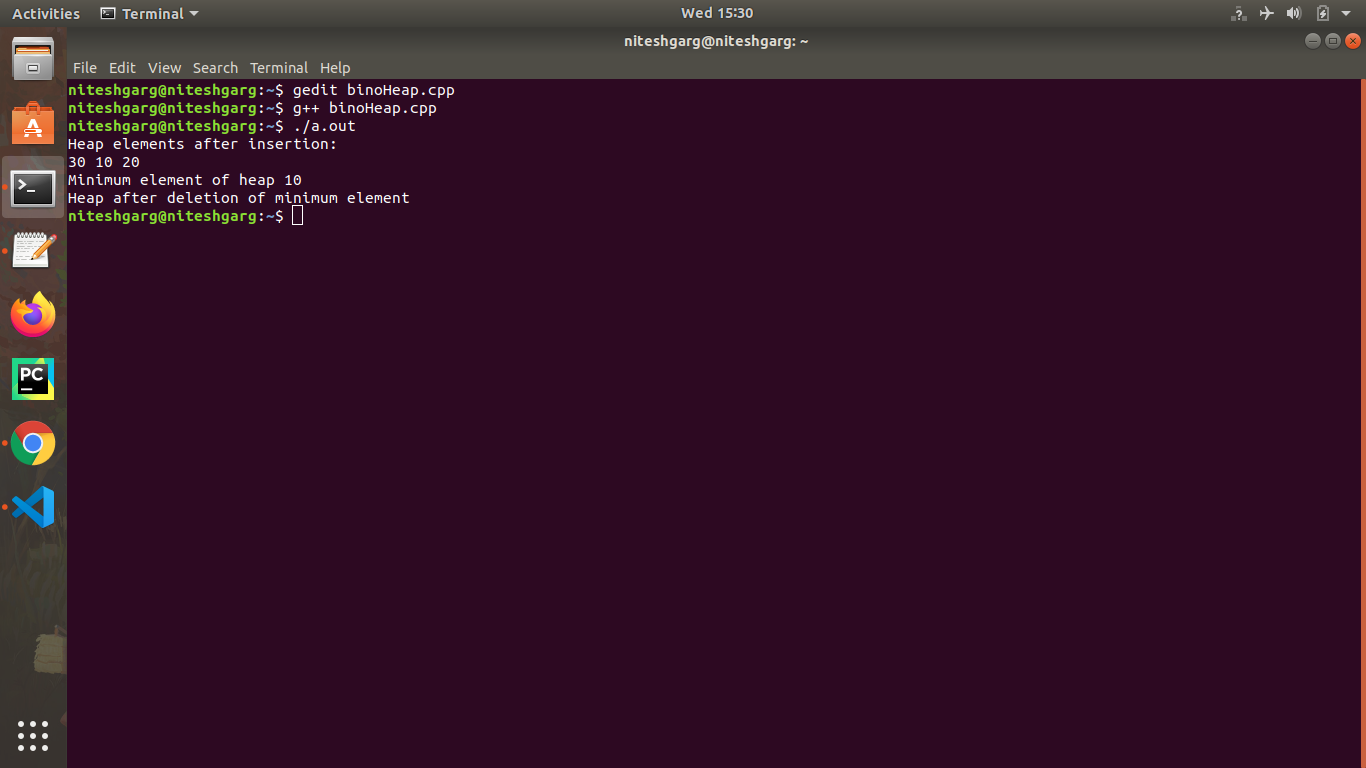 Activities Terminal Wed 15:30
niteshgarg@niteshgarg: ~
File Edit View Search Terminal Help
niteshgarg@niteshgarg:~$ gedit binoHeap.cpp
niteshgarg@niteshgarg:~$ g++ binoHeap.cpp
niteshgarg@niteshgarg:~$ ./a.out
Heap elements after insertion:
30 10 20
Minimum element of heap 10
Heap after deletion of minimum element
niteshgarg@niteshgarg:~$
PC